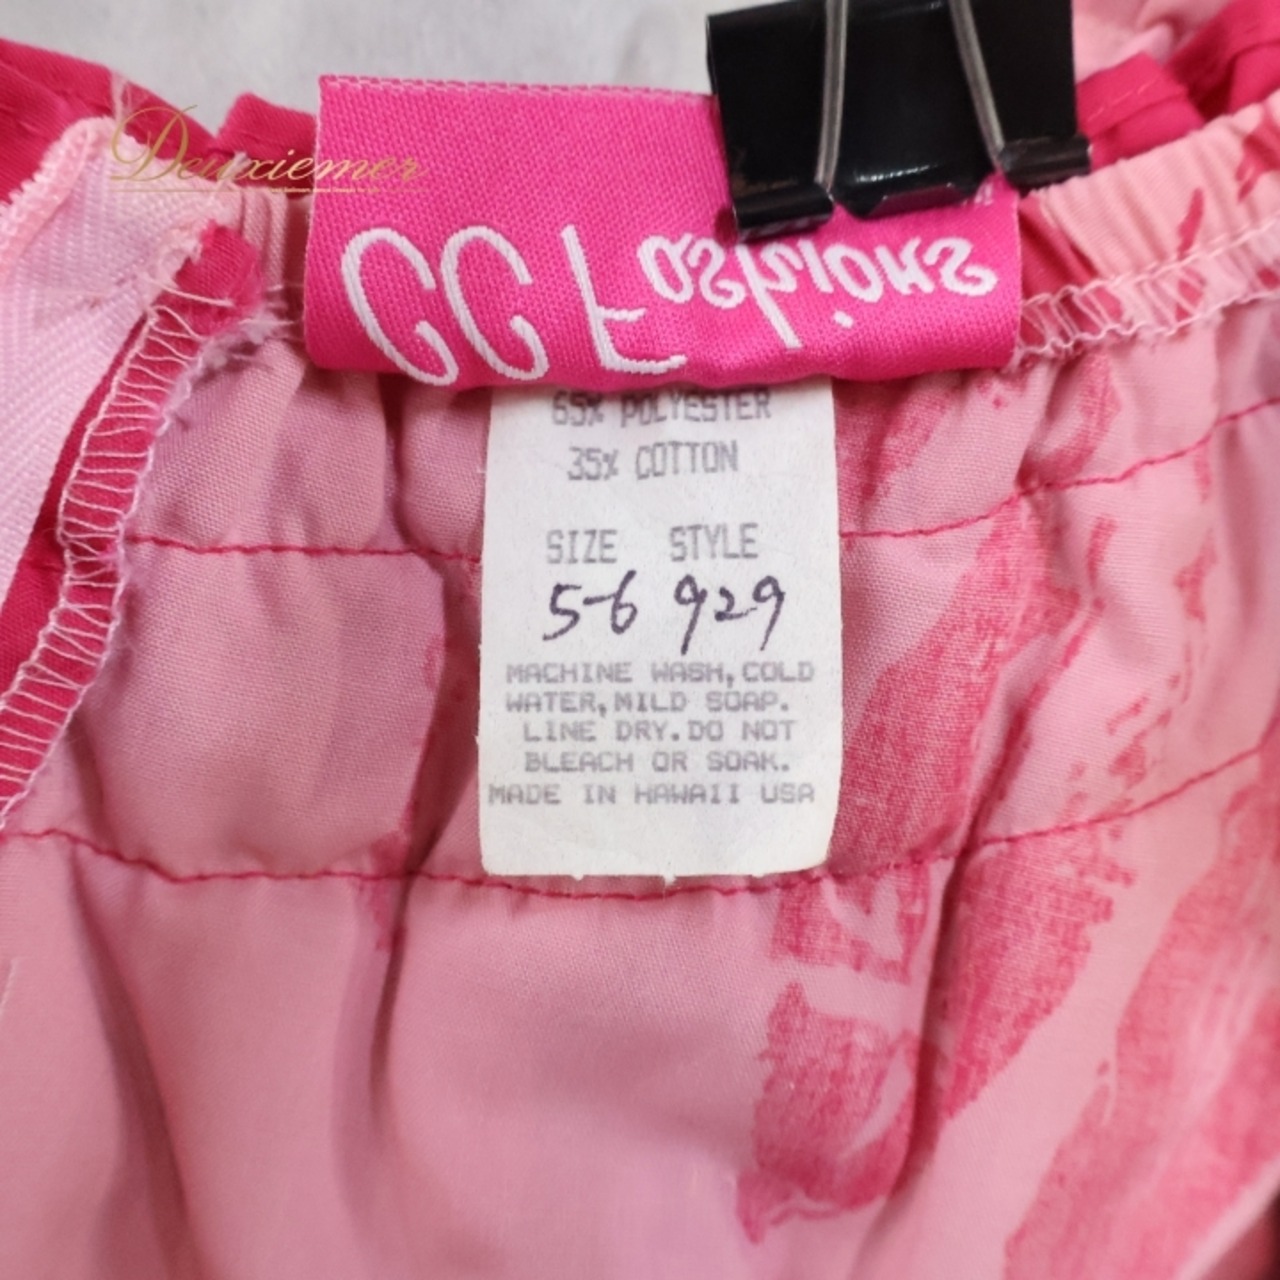 Deuxiemer
CC Fashions
65% POLYESTER
35% COTTON
SIZE STYLE
5-6 929
MACHINE WASH, COLD
WATER, MILD SOAP.
LINE DRY. DO NOT
BLEACH OR SOAK.
MADE IN HAWAII USA